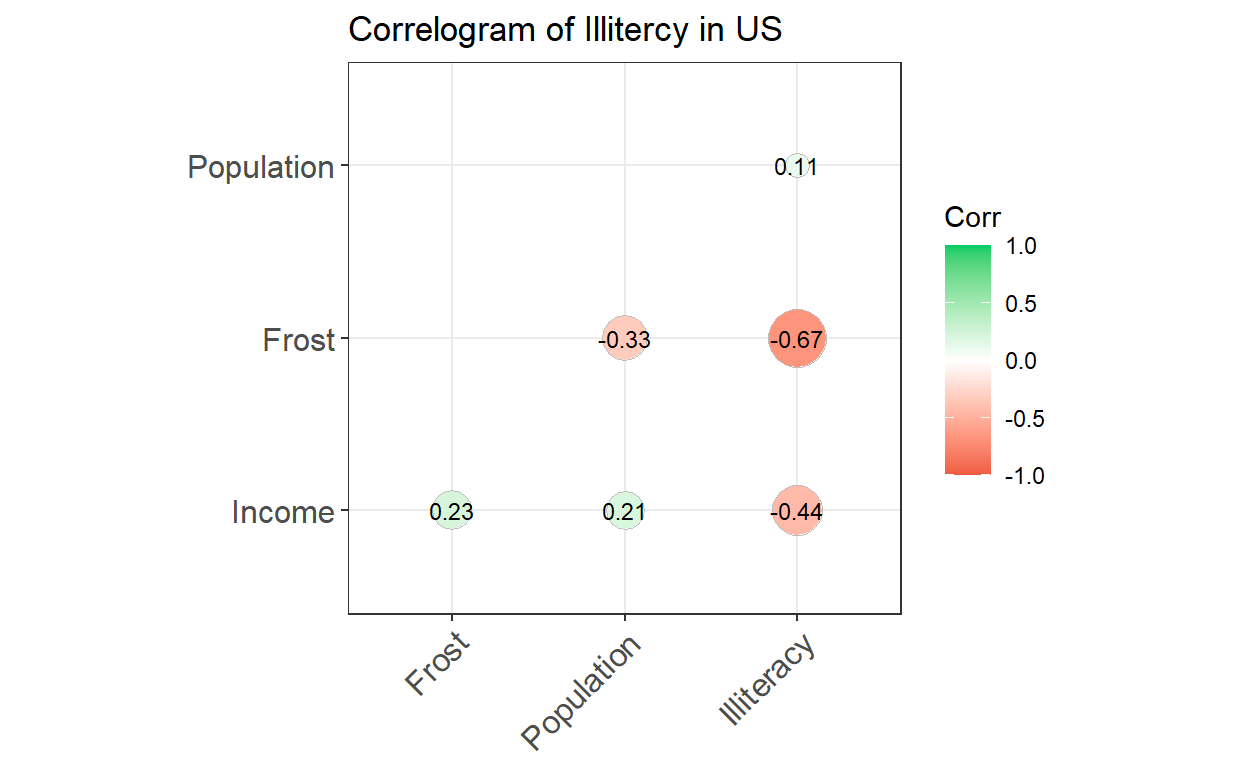 Correlogram of Illitercy in US
Population
0.11
Corr
1.0
0.5
0.0
-0.5
-1.0
Frost
-0.33
-0.67
Income
0.23
0.21
-0.44
Frost
Population
Illiteracy